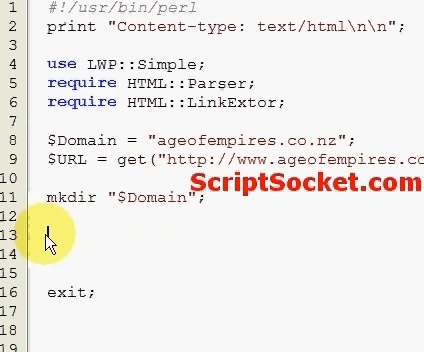 1 #!/usr/bin/perl
2 print "Content-type: text/html\n\n";
3
4 use LWP::Simple;
5 require HTML::Parser;
6 require HTML::LinkExtor;
7
8 $Domain = "ageofempires.co.nz";
9 $URL = get("http://www.ageofempires.co
10
ScriptSocket.com
11 mkdir "$Domain";
12
13
14
15
16 exit;
17
18
19